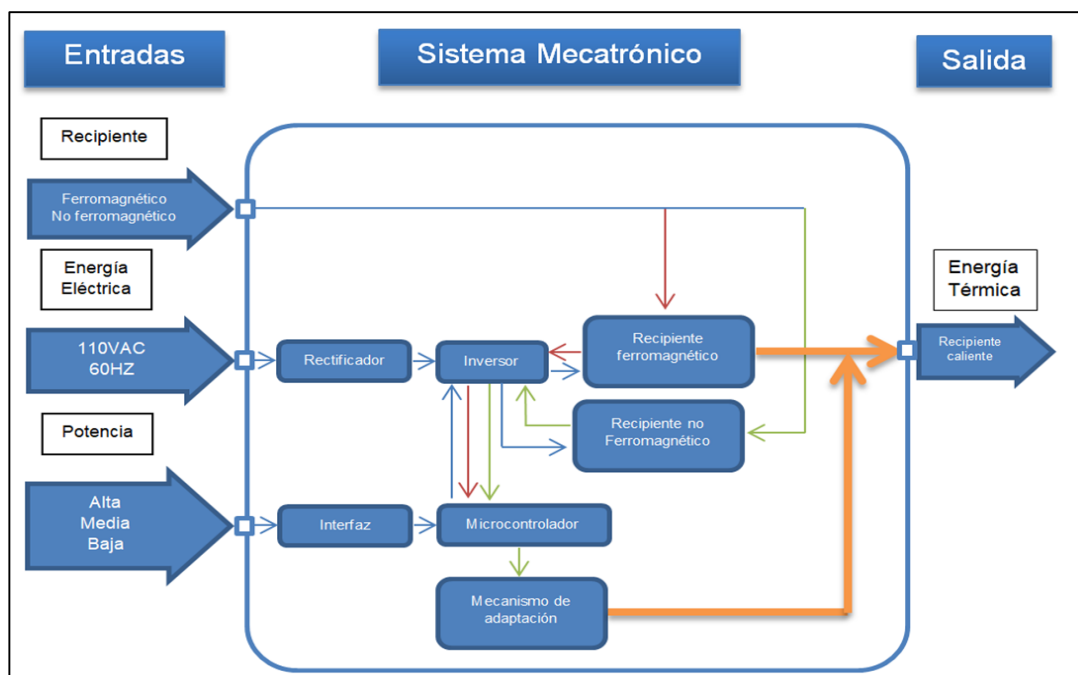 Entradas
Sistema Mecatrónico
Salida
Recipiente
Ferromagnético
No ferromagnético
Energía
Eléctrica
110VAC
60HZ
Potencia
Alta
Media
Baja
Rectificador
Inversor
Recipiente
ferromagnético
Recipiente no
Ferromagnético
Interfaz
Microcontrolador
Mecanismo de
adaptación
Energía
Térmica
Recipiente
caliente